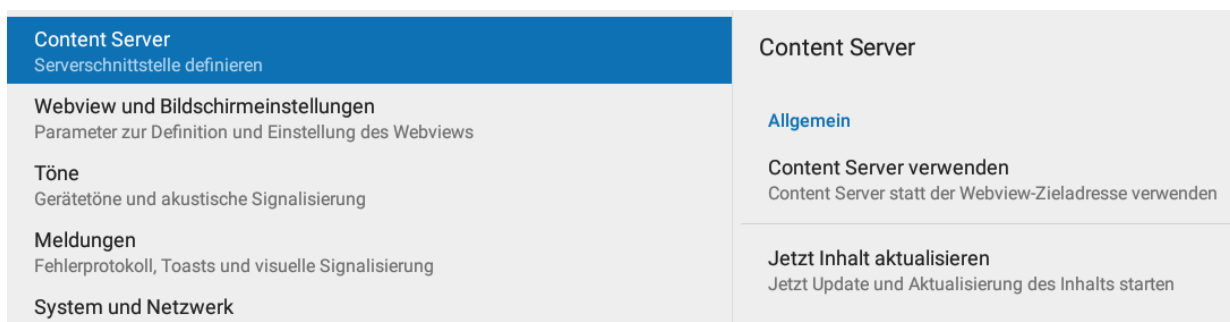 Content Server
Serverschnittstelle definieren
Webview und Bildschirmeinstellungen
Parameter zur Definition und Einstellung des Webviews
Töne
Gerätetöne und akustische Signalisierung
Meldungen
Fehlerprotokoll, Toasts und visuelle Signalisierung
System und Netzwerk
Content Server
Allgemein
Content Server verwenden
Content Server statt der Webview-Zieladresse verwenden
Jetzt Inhalt aktualisieren
Jetzt Update und Aktualisierung des Inhalts starten